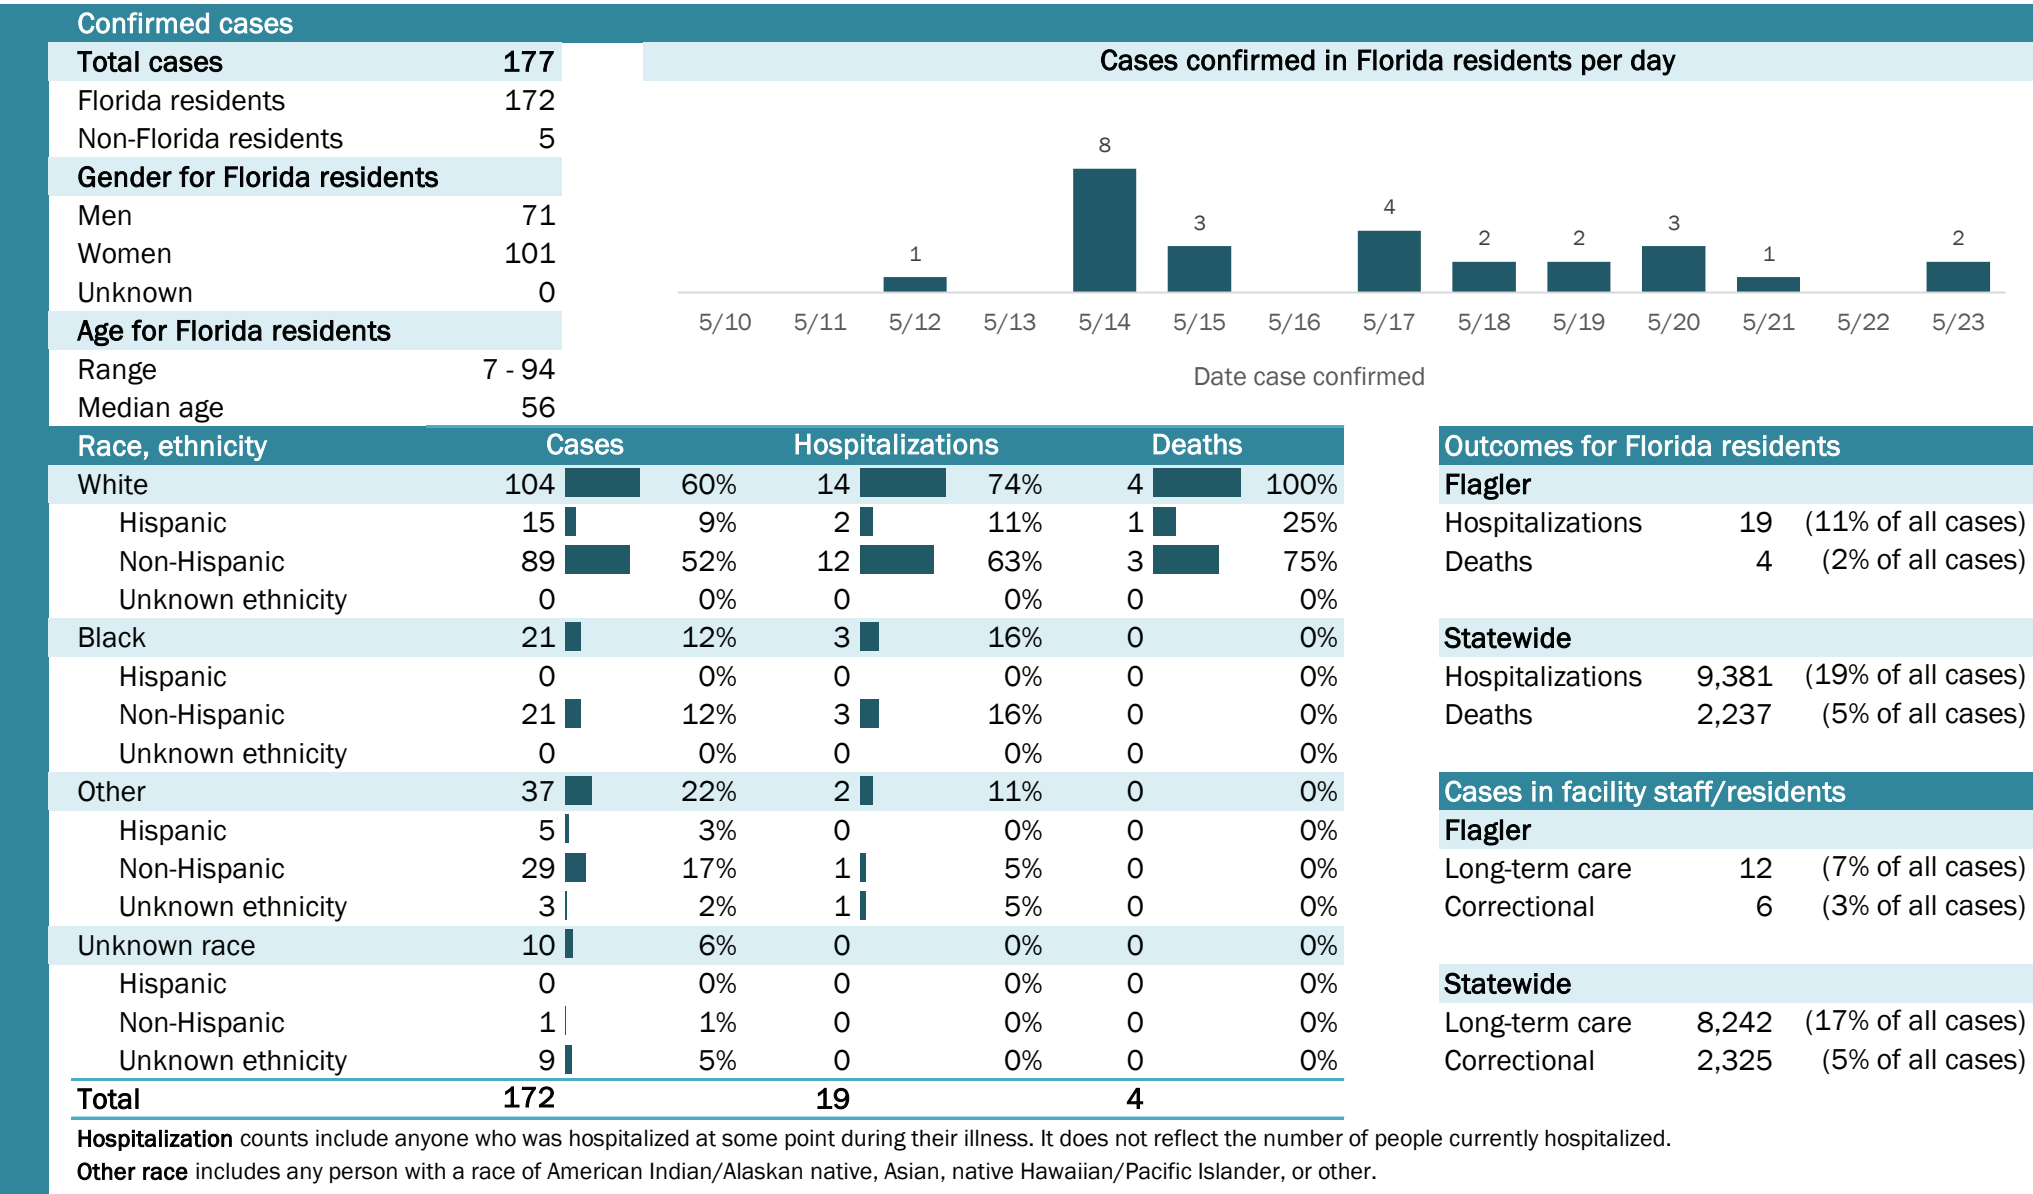 Confirmed cases
Total cases 177
Florida residents 172
Non-Florida residents 5
Gender for Florida residents
Men 71
Women 101
Unknown 0
Age for Florida residents
Range 7 - 94
Median age 56
Cases confirmed in Florida residents per day
8
4
3
3
2
2
2
1
1
5/10 5/11 5/12 5/13 5/14 5/15 5/16 5/17 5/18 5/19 5/20 5/21 5/22 5/23
Date case confirmed
Race, ethnicity Cases Hospitalizations Deaths
White 104 60% 14 74% 4 100%
Hispanic 15 9% 2 11% 1 25%
Non-Hispanic 89 52% 12 63% 3 75%
Unknown ethnicity 0 0% 0 0% 0 0%
Black 21 12% 3 16% 0 0%
Hispanic 0 0% 0 0% 0 0%
Non-Hispanic 21 12% 3 16% 0 0%
Unknown ethnicity 0 0% 0 0% 0 0%
Other 37 22% 2 11% 0 0%
Hispanic 5 3% 0 0% 0 0%
Non-Hispanic 29 17% 1 5% 0 0%
Unknown ethnicity 3 2% 1 5% 0 0%
Unknown race 10 6% 0 0% 0 0%
Hispanic 0 0% 0 0% 0 0%
Non-Hispanic 1 1% 0 0% 0 0%
Unknown ethnicity 9 5% 0 0% 0 0%
Total 172 19 4
Outcomes for Florida residents
Flagler
Hospitalizations 19 (11% of all cases)
Deaths 4 (2% of all cases)
Statewide
Hospitalizations 9,381 (19% of all cases)
Deaths 2,237 (5% of all cases)
Cases in facility staff/residents
Flagler
Long-term care 12 (7% of all cases)
Correctional 6 (3% of all cases)
Statewide
Long-term care 8,242 (17% of all cases)
Correctional 2,325 (5% of all cases)
Hospitalization counts include anyone who was hospitalized at some point during their illness. It does not reflect the number of people currently hospitalized.
Other race includes any person with a race of American Indian/Alaskan native, Asian, native Hawaiian/Pacific Islander, or other.